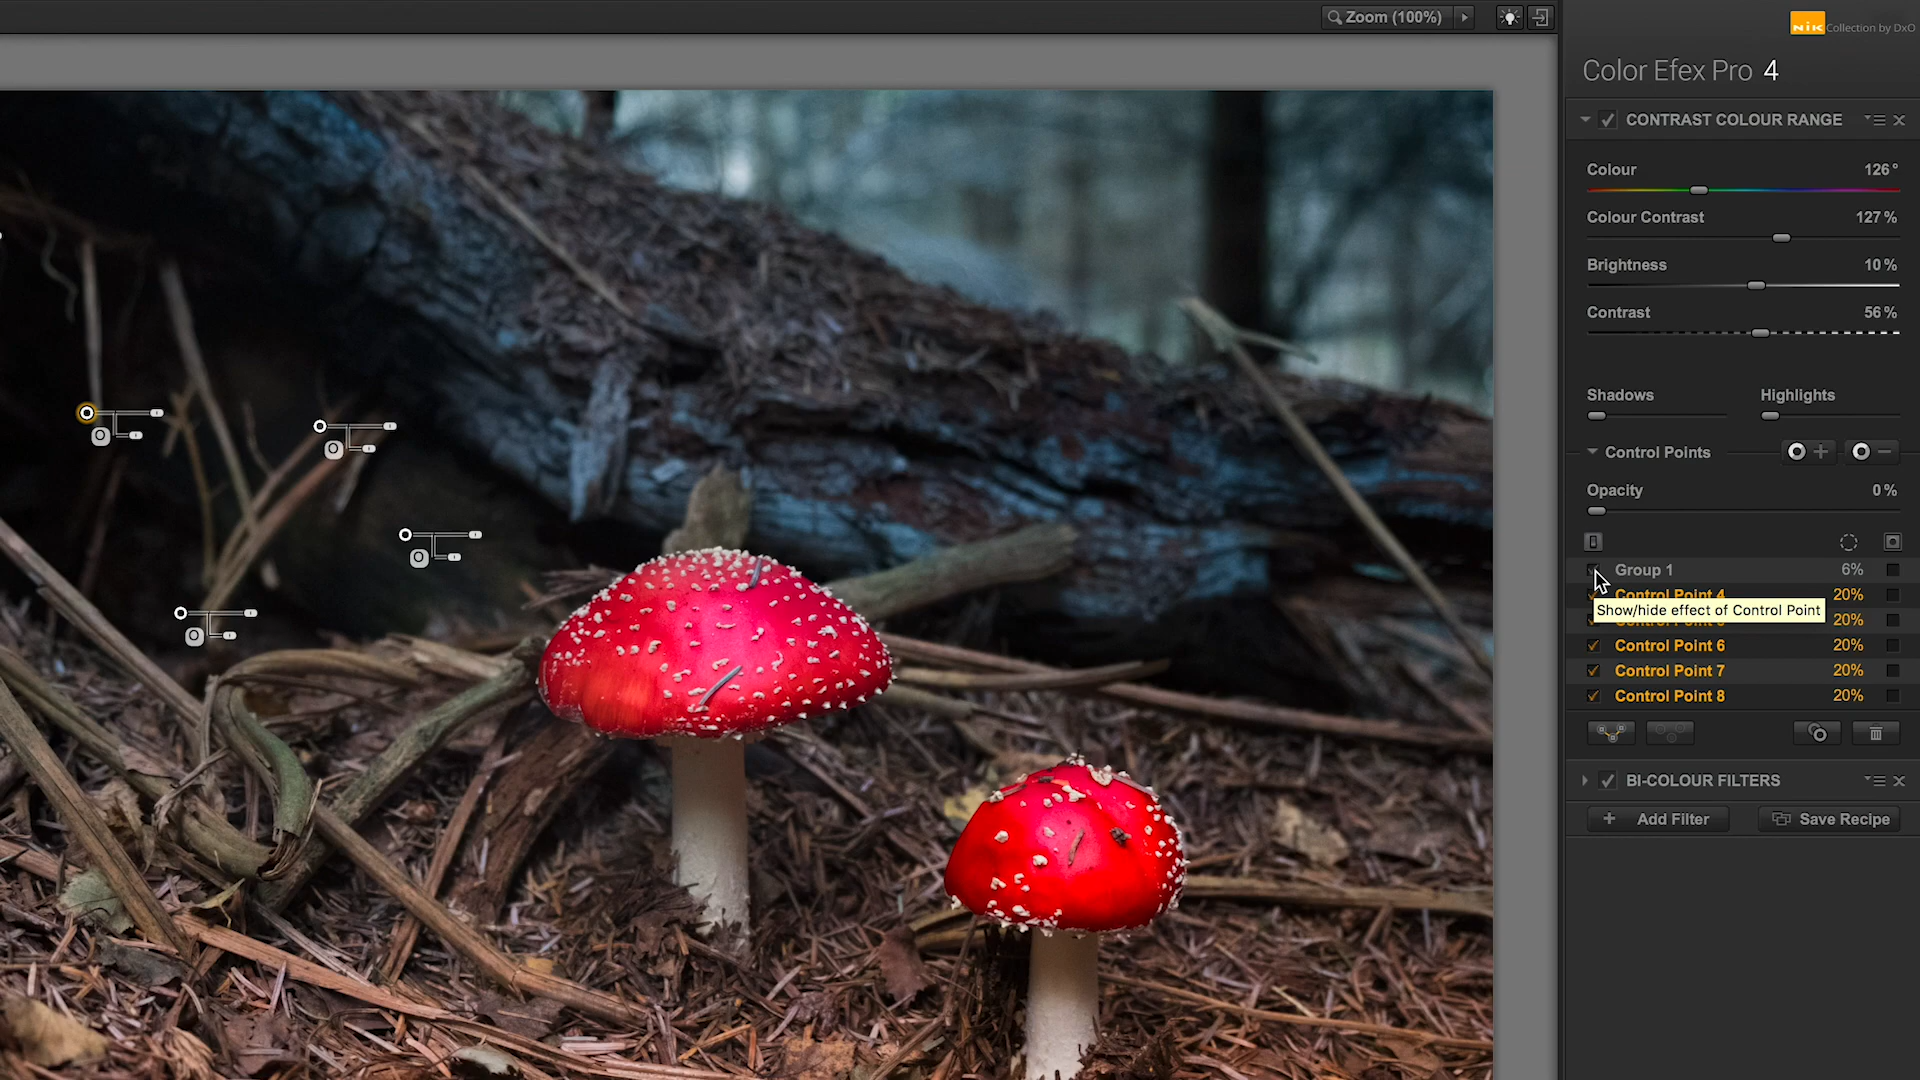 Zoom (100%)
NIK Collection by DxO
Color Efex Pro 4
CONTRAST COLOUR RANGE
Colour 126°
Colour Contrast 127%
Brightness 10%
Contrast 56%
Shadows Highlights
Control Points
Opacity 0%
Group 1 6%
Control Point 4 20%
Show/hide effect of Control Point
20%
Control Point 6 20%
Control Point 7 20%
Control Point 8 20%
BI-COLOUR FILTERS
Add Filter Save Recipe